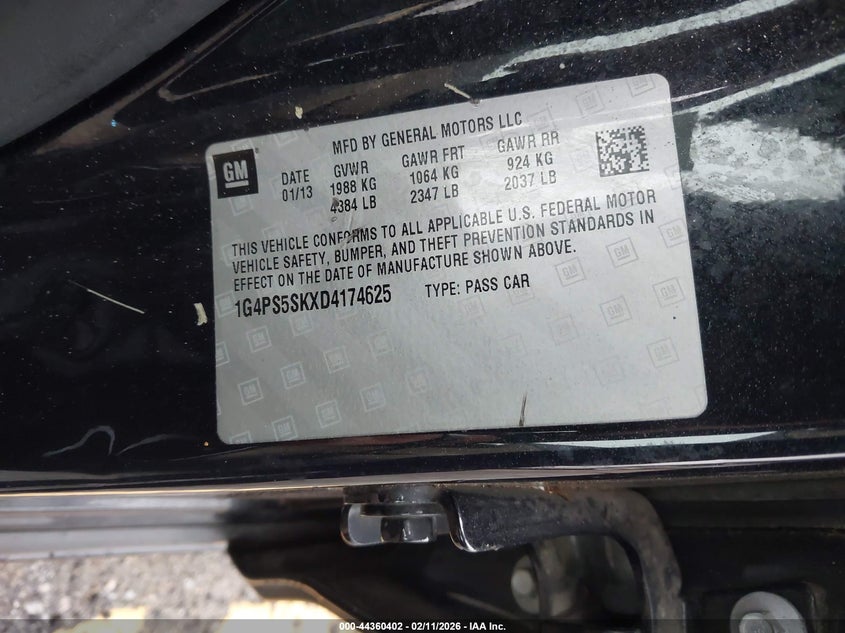 MFD BY GENERAL MOTORS LLC
GM
DATE GVWR GAWR FRT GAWR RR
01/13 1988 KG 1064 KG 924 KG
4384 LB 2347 LB 2037 LB
THIS VEHICLE CONFORMS TO ALL APPLICABLE U.S. FEDERAL MOTOR
VEHICLE SAFETY, BUMPER, AND THEFT PREVENTION STANDARDS IN
EFFECT ON THE DATE OF MANUFACTURE SHOWN ABOVE.
1G4PS5SKXD4174625 TYPE: PASS CAR
000-44360402 - 02/11/2026 - IAA Inc.